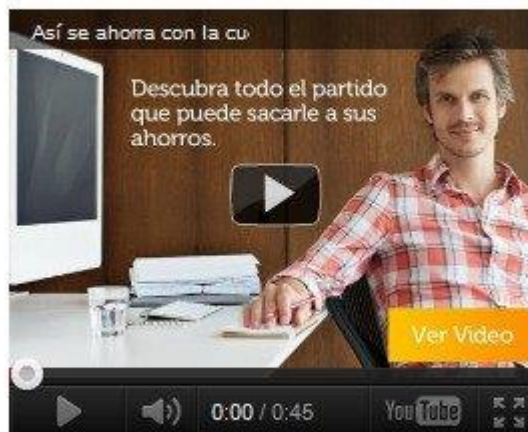 Así se ahorra con la cu
Descubra todo el partido
que puede sacarle a sus
ahorros.
Ver Video
0:00 / 0:45
YouTube